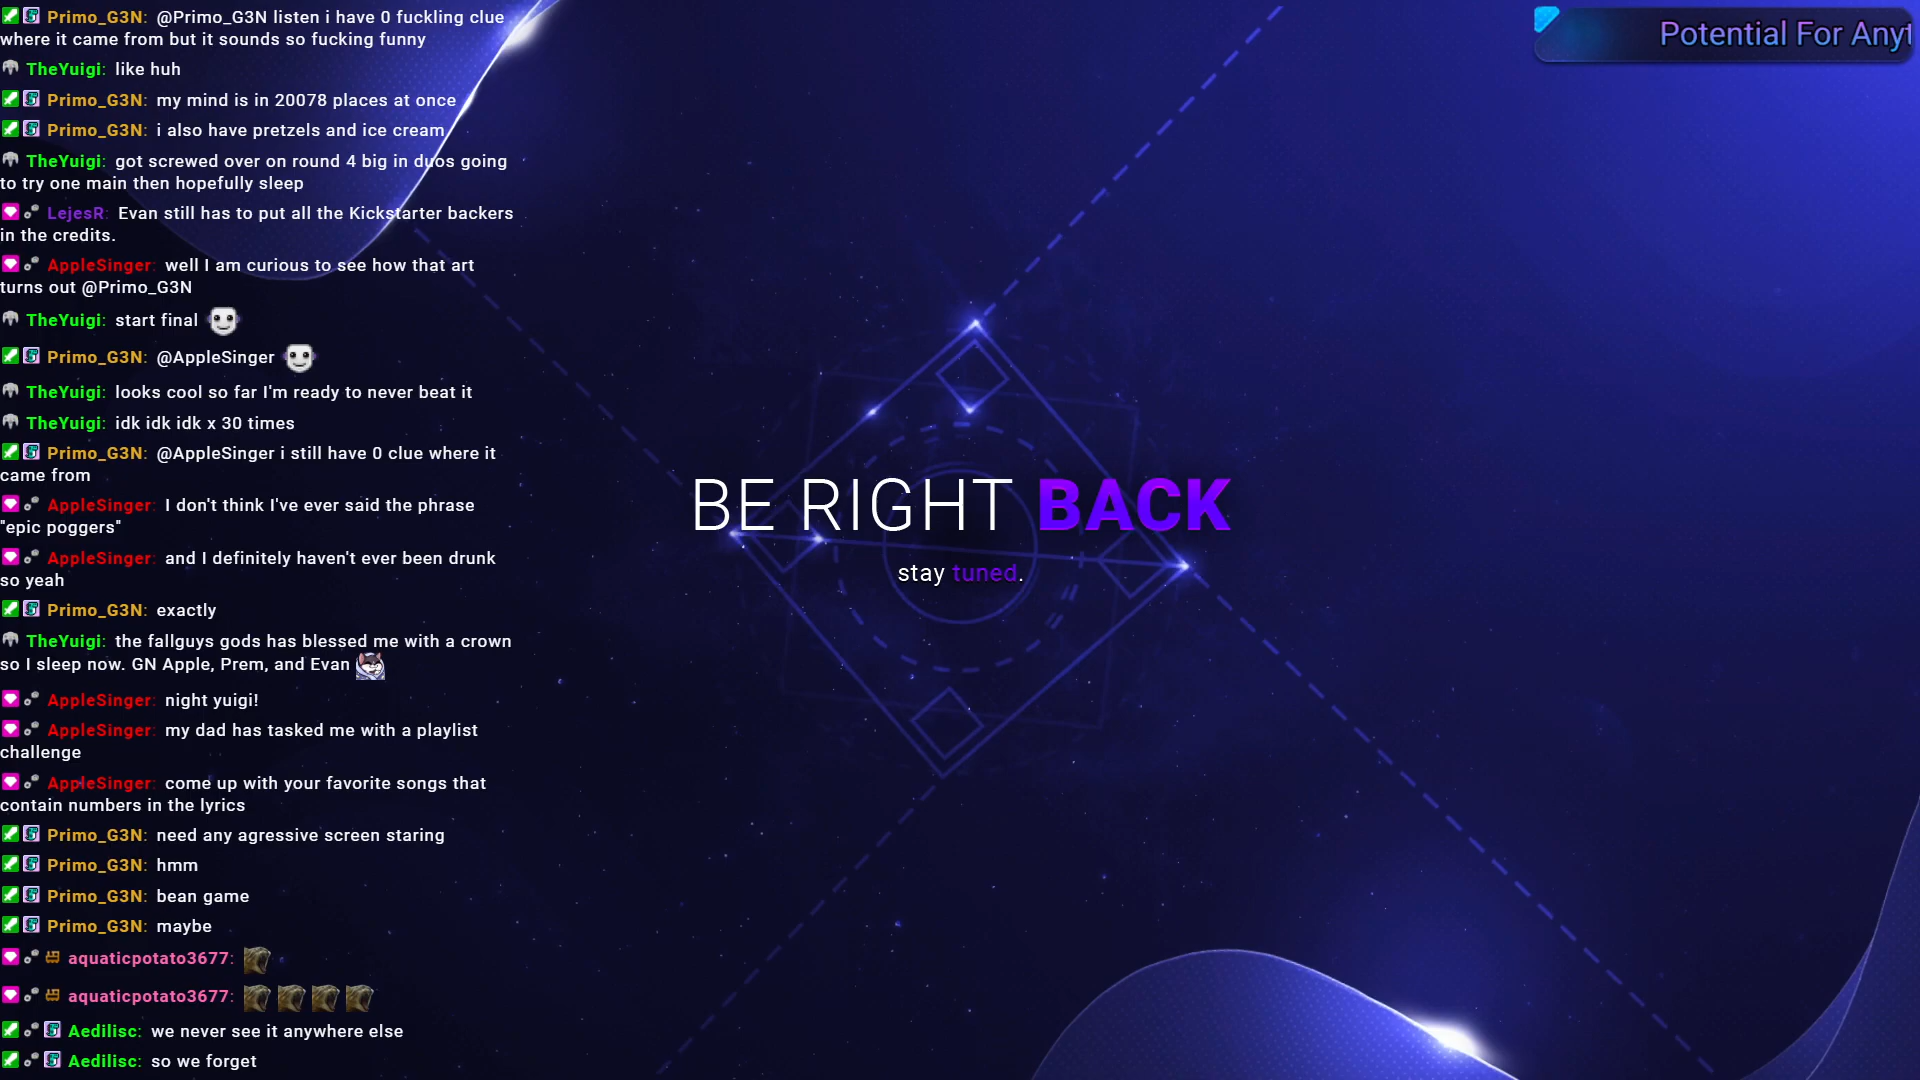 Primo_G3N: @Primo_G3N listen i have 0 fuckling clue
where it came from but it sounds so fucking funny
TheYuigi: like huh
Primo_G3N: my mind is in 20078 places at once
Primo_G3N: i also have pretzels and ice cream
TheYuigi: got screwed over on round 4 big in duos going
to try one main then hopefully sleep
LejesR: Evan still has to put all the Kickstarter backers
in the credits.
AppleSinger: well I am curious to see how that art
turns out @Primo_G3N
TheYuigi: start final
Primo_G3N: @AppleSinger
TheYuigi: looks cool so far I'm ready to never beat it
TheYuigi: idk idk idk x 30 times
Primo_G3N: @AppleSinger i still have 0 clue where it
came from
AppleSinger: I don't think I've ever said the phrase
"epic poggers"
AppleSinger: and I definitely haven't ever been drunk
so yeah
Primo_G3N: exactly
TheYuigi: the fallguys gods has blessed me with a crown
so I sleep now. GN Apple, Prem, and Evan
AppleSinger: night yuigi!
AppleSinger: my dad has tasked me with a playlist
challenge
AppleSinger: come up with your favorite songs that
contain numbers in the lyrics
Primo_G3N: need any agressive screen staring
Primo_G3N: hmm
Primo_G3N: bean game
Primo_G3N: maybe
aquaticpotato3677:
aquaticpotato3677:
Aedilisc: we never see it anywhere else
Aedilisc: so we forget
BE RIGHT BACK
stay tuned.
Potential For Anyt